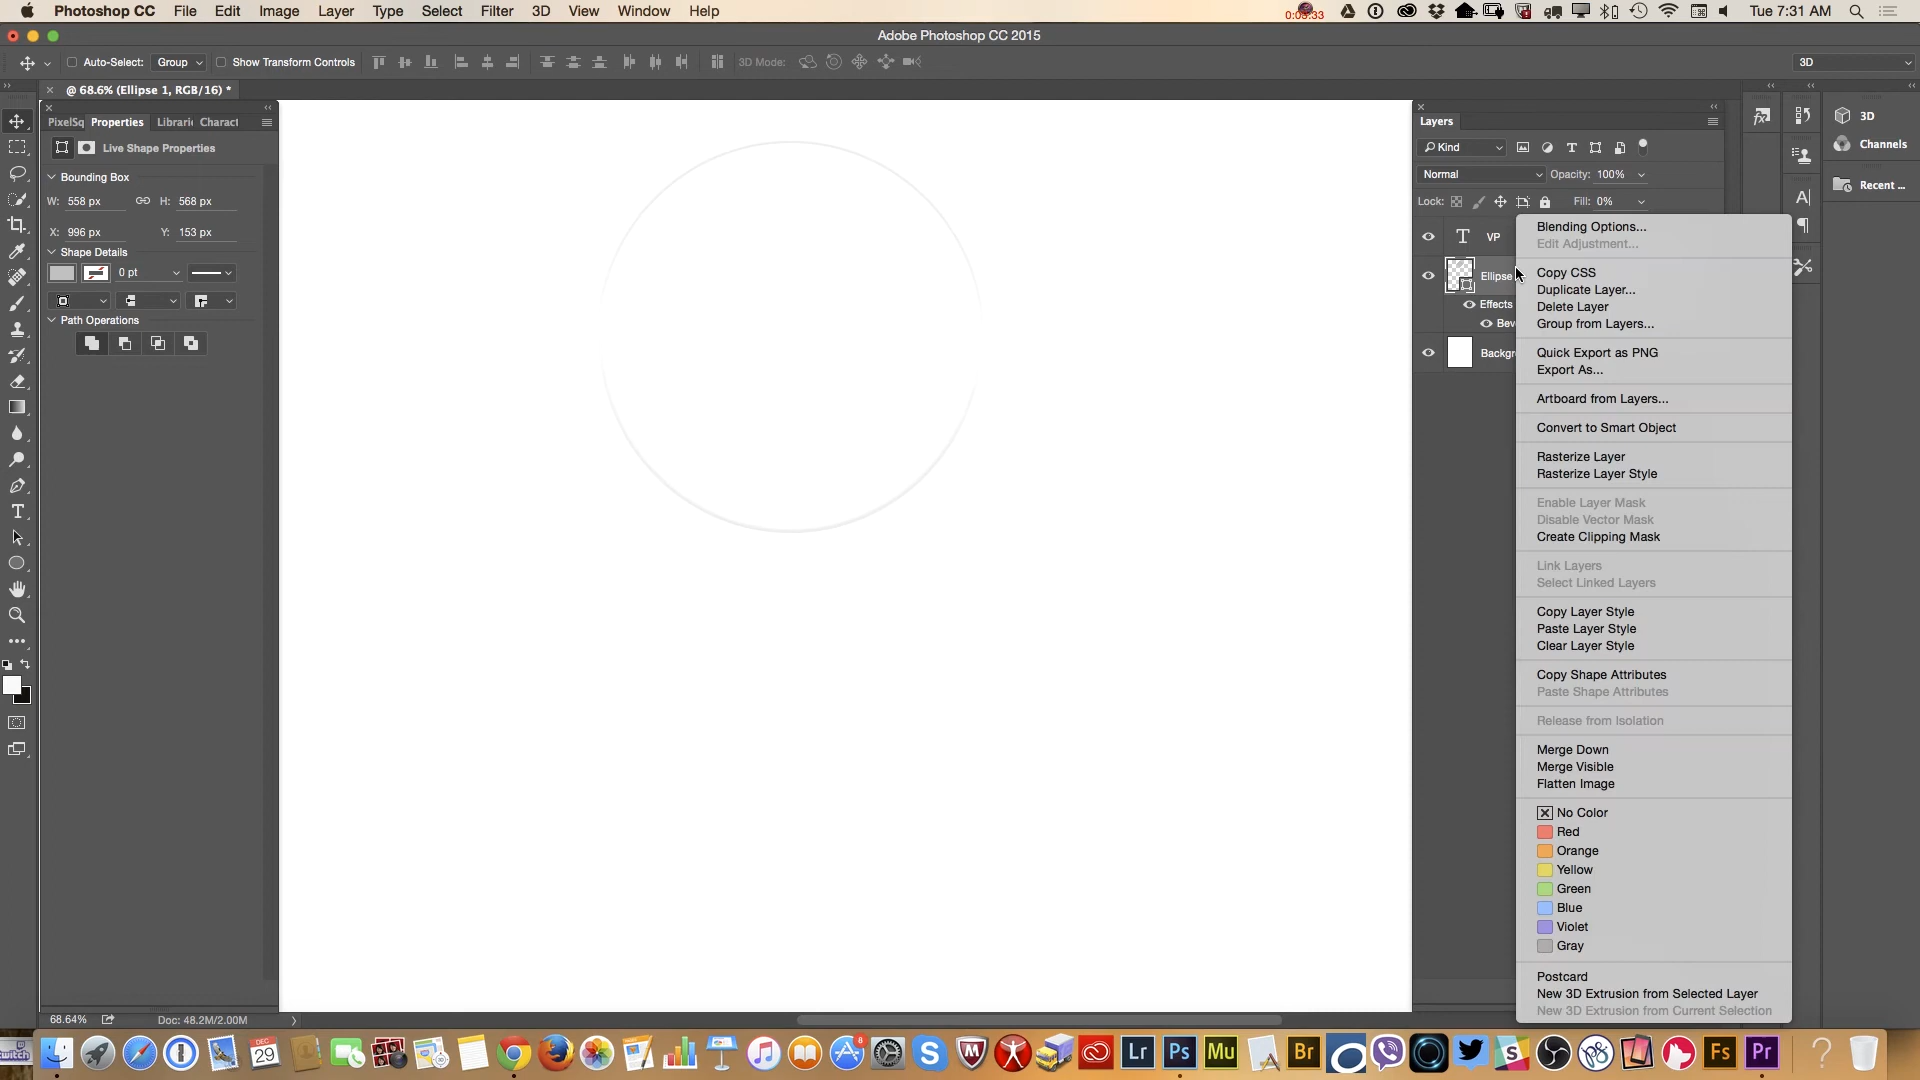 Photoshop CC File Edit Image Layer Type Select Filter 3D View Window Help
0:03:33
Tue 7:31 AM
Adobe Photoshop CC 2015
Auto-Select: Group Show Transform Controls 3D Mode: 3D
@ 68.6% (Ellipse 1, RGB/16) *
PixelSq Properties Librari Charact
Live Shape Properties
Bounding Box
W: 558 px H: 568 px
X: 996 px Y: 153 px
Shape Details
0 pt
Path Operations
Layers
Kind
Normal Opacity: 100%
Lock: Fill: 0%
VP
Ellipse
Effects
Bev
Backgr
3D
Channels
Recent ...
Blending Options...
Edit Adjustment...
Copy CSS
Duplicate Layer...
Delete Layer
Group from Layers...
Quick Export as PNG
Export As...
Artboard from Layers...
Convert to Smart Object
Rasterize Layer
Rasterize Layer Style
Enable Layer Mask
Disable Vector Mask
Create Clipping Mask
Link Layers
Select Linked Layers
Copy Layer Style
Paste Layer Style
Clear Layer Style
Copy Shape Attributes
Paste Shape Attributes
Release from Isolation
Merge Down
Merge Visible
Flatten Image
No Color
Red
Orange
Yellow
Green
Blue
Violet
Gray
Postcard
New 3D Extrusion from Selected Layer
New 3D Extrusion from Current Selection
68.64% Doc: 48.2M/2.00M
twitch
DEC
29
8
Lr Ps Mu Br Fs Pr